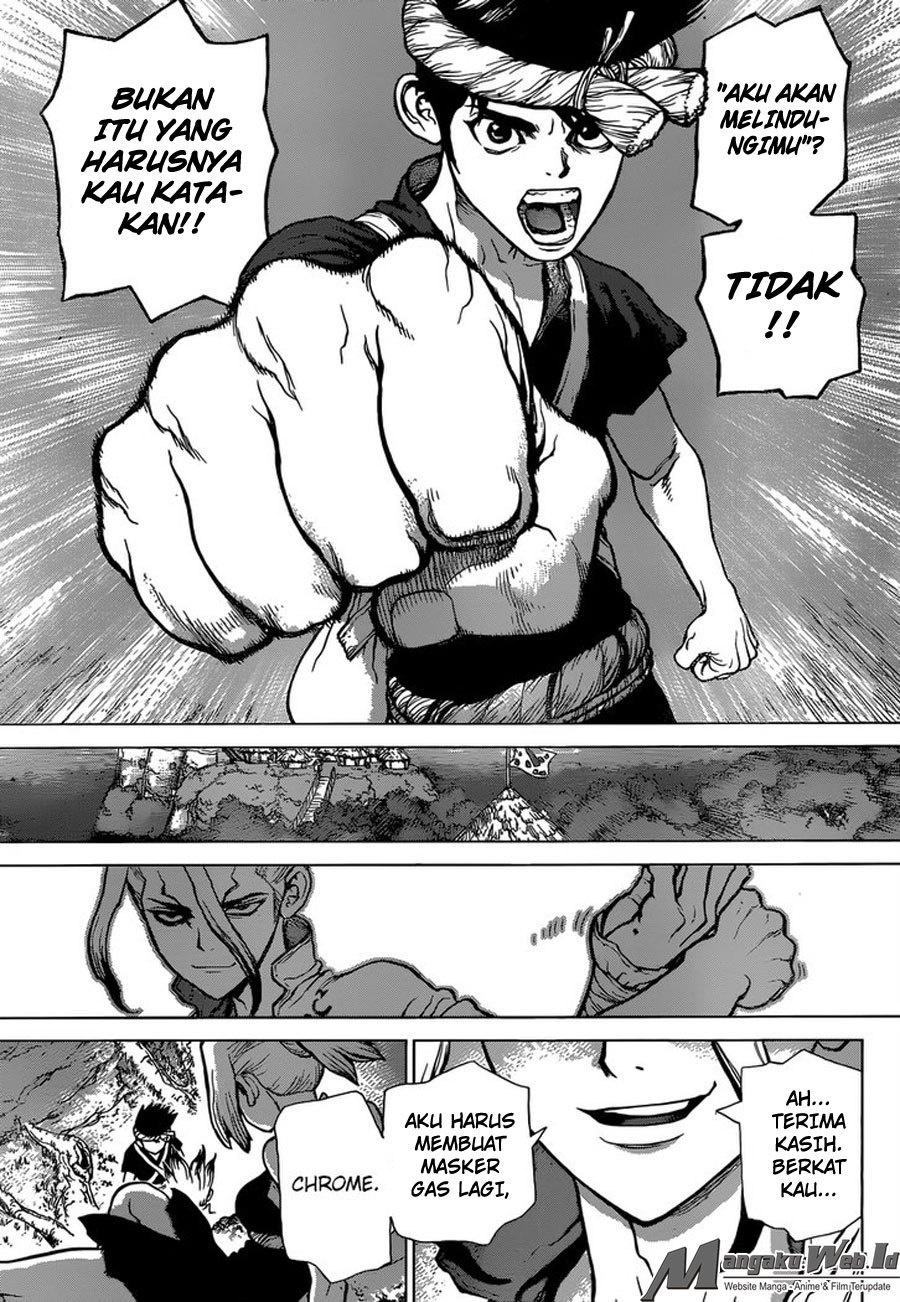 "AKU AKAN
MELINDU-
NGIMU"?
TIDAK
!!
BUKAN
ITU YANG
HARUSNYA
KAU KATA-
KAN!!
AH...
TERIMA
KASIH.
BERKAT
KAU...
AKU HARUS
MEMBUAT
MASKER
GAS LAGI,
CHROME.
MangakuWeb.Id
Website Manga - Anime & Film Terupdate